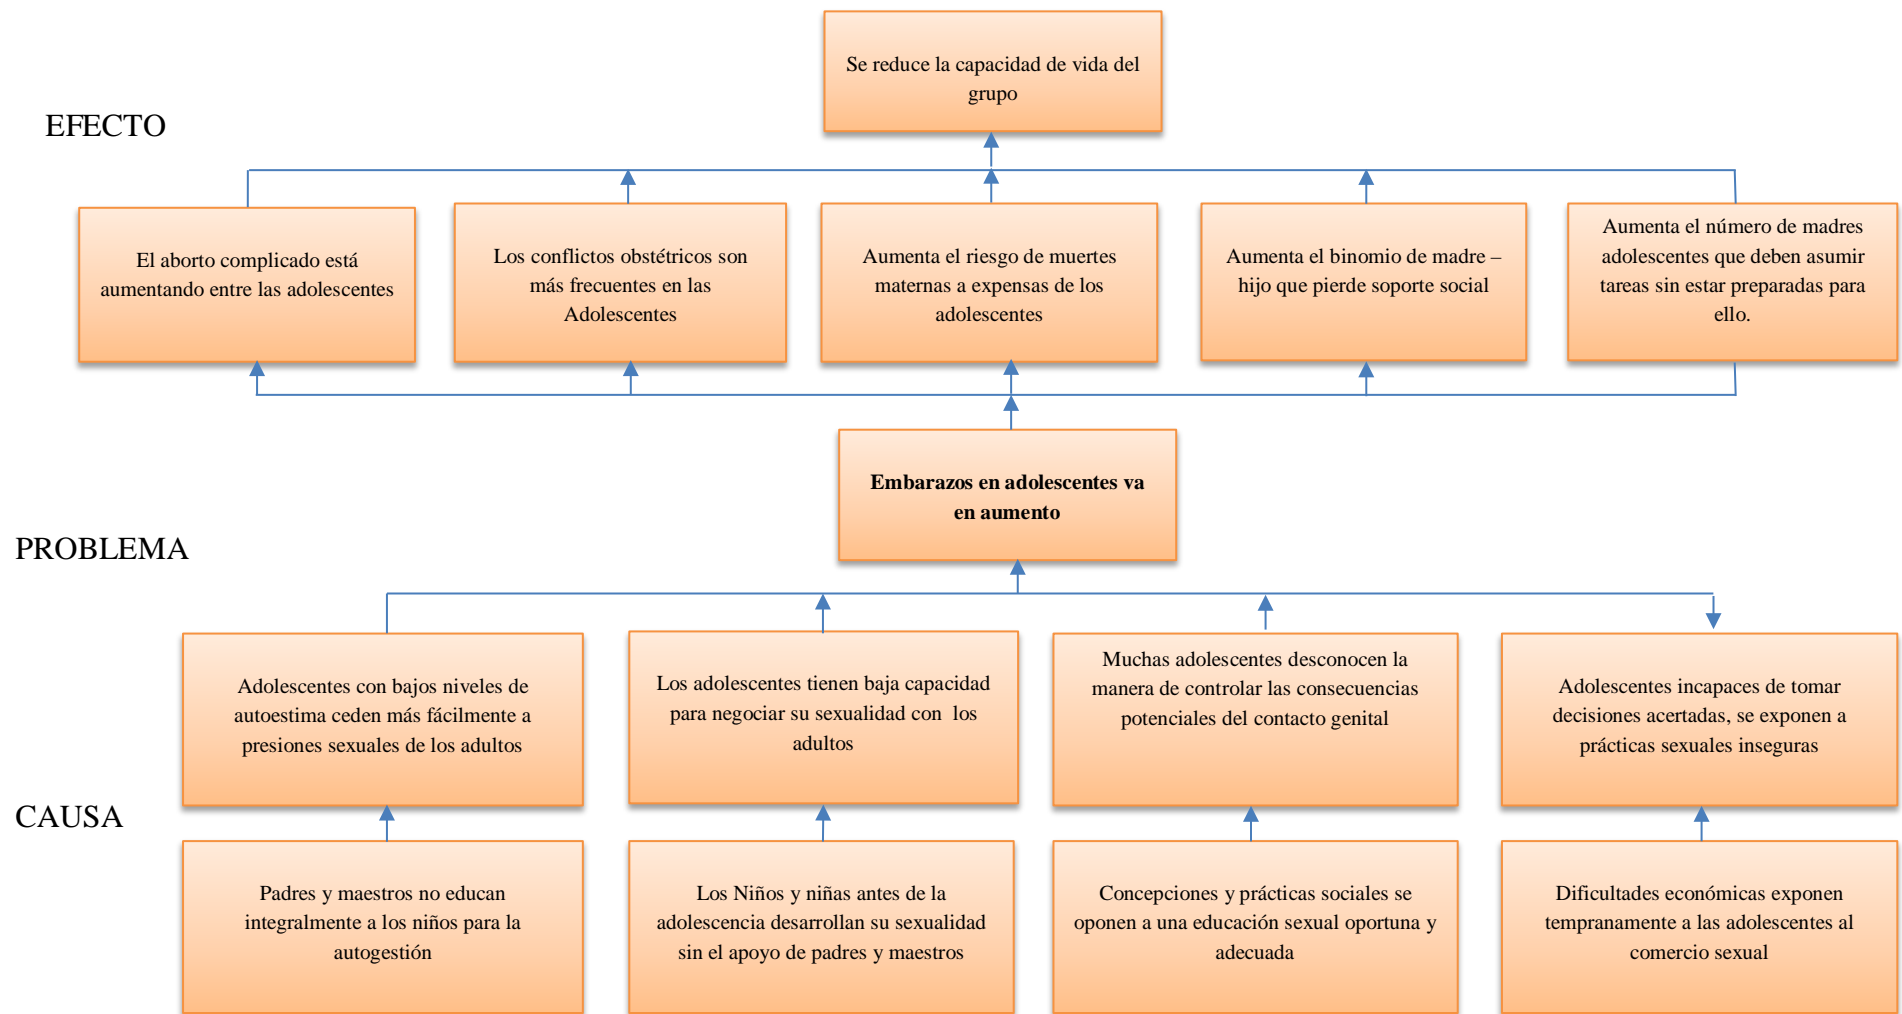 Se reduce la capacidad de vida del
grupo
EFECTO
El aborto complicado está
aumentando entre las adolescentes
Los conflictos obstétricos son
más frecuentes en las
Adolescentes
Aumenta el riesgo de muertes
maternas a expensas de los
adolescentes
Aumenta el binomio de madre –
hijo que pierde soporte social
Aumenta el número de madres
adolescentes que deben asumir
tareas sin estar preparadas para
ello.
Embarazos en adolescentes va
en aumento
PROBLEMA
Adolescentes con bajos niveles de
autoestima ceden más fácilmente a
presiones sexuales de los adultos
Los adolescentes tienen baja capacidad
para negociar su sexualidad con los
adultos
Muchas adolescentes desconocen la
manera de controlar las consecuencias
potenciales del contacto genital
Adolescentes incapaces de tomar
decisiones acertadas, se exponen a
prácticas sexuales inseguras
CAUSA
Padres y maestros no educan
integralmente a los niños para la
autogestión
Los Niños y niñas antes de la
adolescencia desarrollan su sexualidad
sin el apoyo de padres y maestros
Concepciones y prácticas sociales se
oponen a una educación sexual oportuna y
adecuada
Dificultades económicas exponen
tempranamente a las adolescentes al
comercio sexual